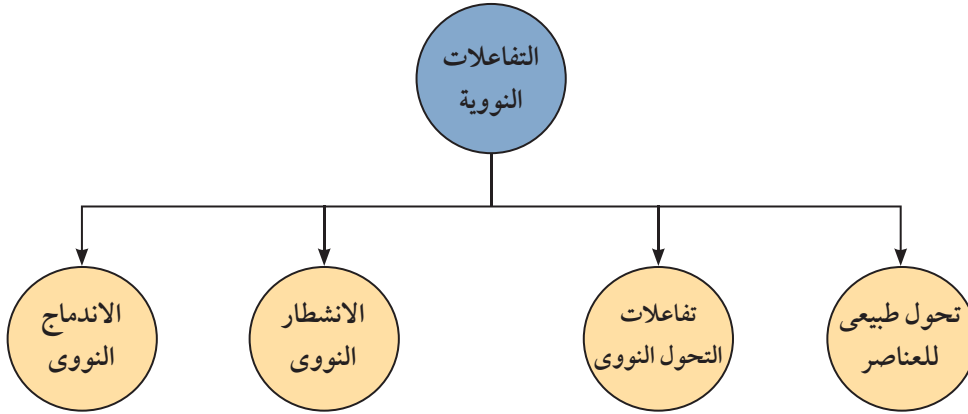 التفاعلات
النووية
تحول طبيعى
للعناصر
تفاعلات
التحول النووى
الانشطار
النووى
الاندماج
النووى